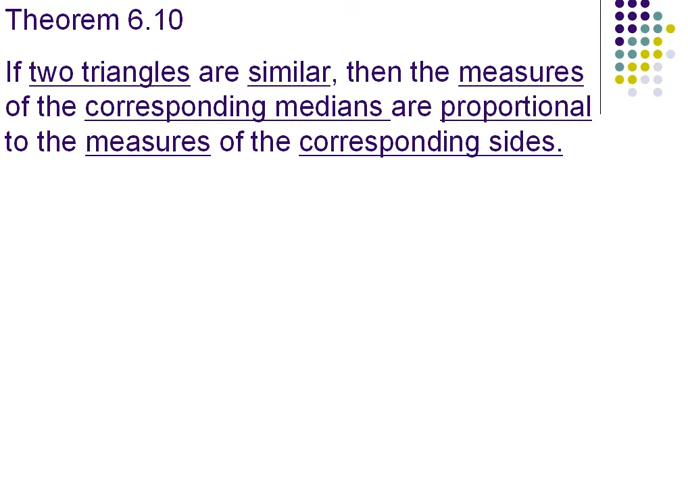 Theorem 6.10
If two triangles are similar, then the measures
of the corresponding medians are proportional
to the measures of the corresponding sides.